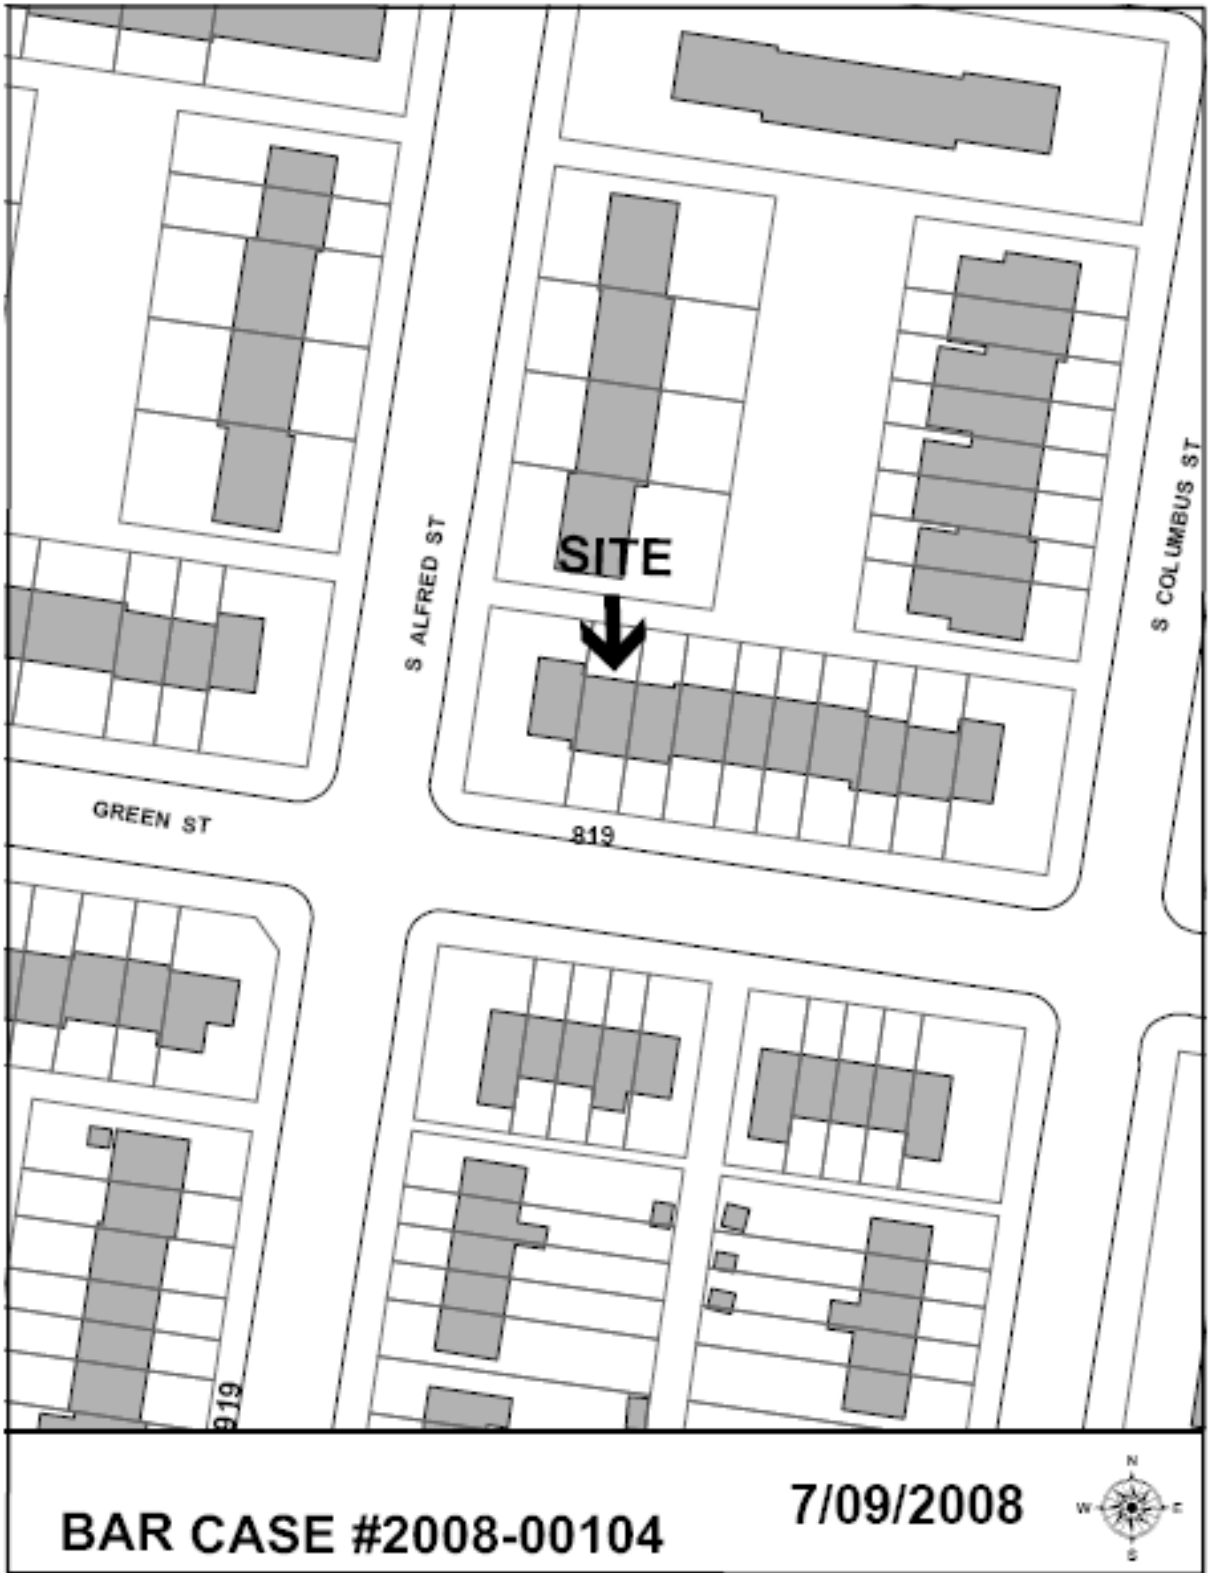 S COLUMBUS ST
S ALFRED ST
SITE
GREEN ST
819
919
BAR CASE #2008-00104
7/09/2008
N
W E
S